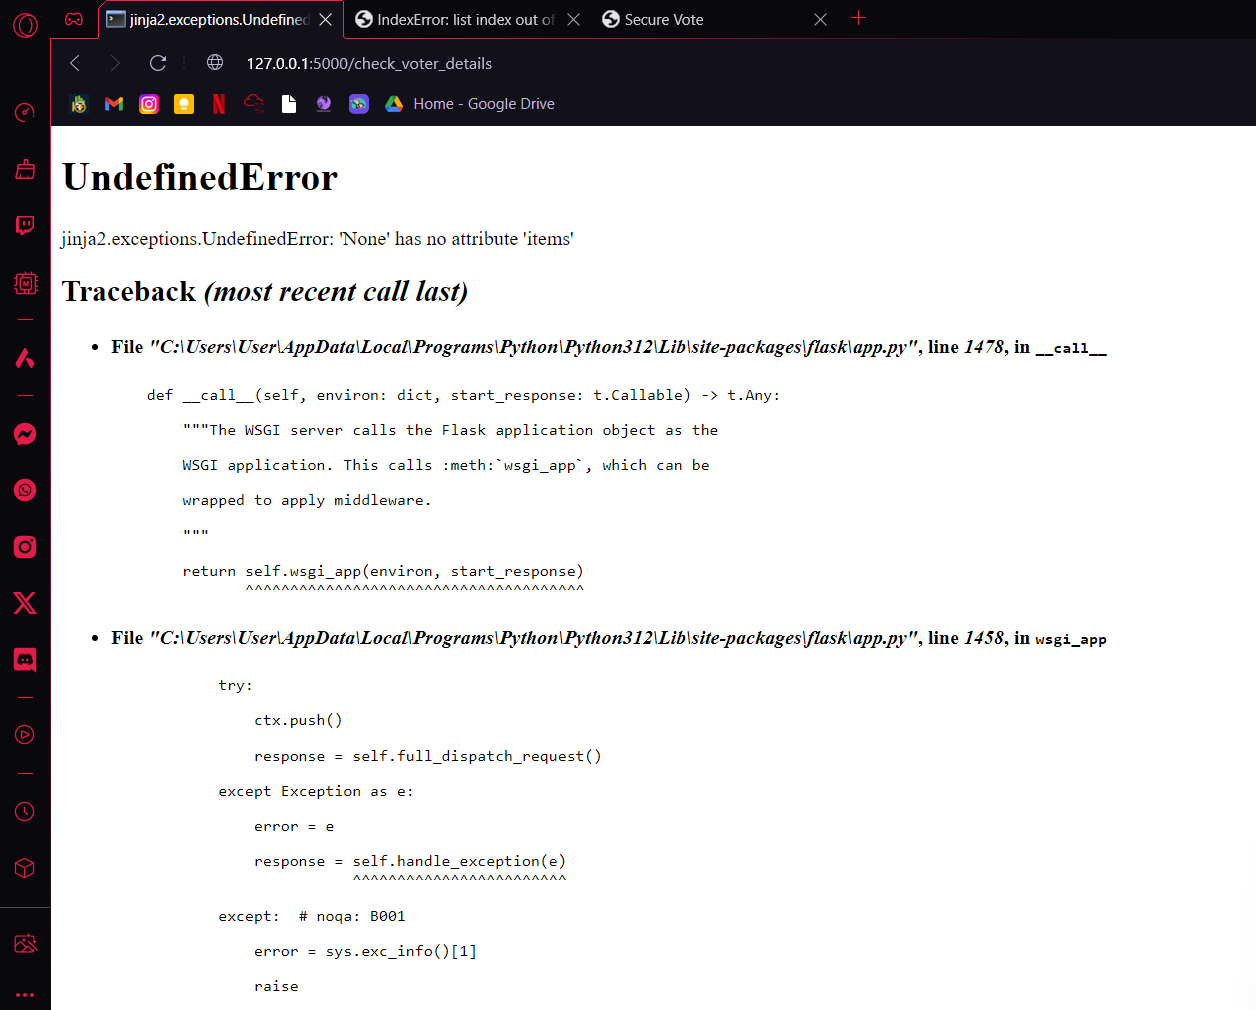 jinja2.exceptions.Undefined
IndexError: list index out of
Secure Vote
127.0.0.1:5000/check_voter_details
Home - Google Drive
UndefinedError
jinja2.exceptions.UndefinedError: 'None' has no attribute 'items'
Traceback (most recent call last)
• File "C:\Users\User\AppData\Local\Programs\Python\Python312\Lib\site-packages\flask\app.py", line 1478, in __call__
def __call__(self, environ: dict, start_response: t.Callable) -> t.Any:
"""The WSGI server calls the Flask application object as the
WSGI application. This calls :meth:`wsgi_app`, which can be
wrapped to apply middleware.
"""
return self.wsgi_app(environ, start_response)
^^^^^^^^^^^^^^^^^^^^^^^^^^^^^^^^^^^^^^
• File "C:\Users\User\AppData\Local\Programs\Python\Python312\Lib\site-packages\flask\app.py", line 1458, in wsgi_app
try:
ctx.push()
response = self.full_dispatch_request()
except Exception as e:
error = e
response = self.handle_exception(e)
^^^^^^^^^^^^^^^^^^^^^^^^
except:  # noqa: B001
error = sys.exc_info()[1]
raise